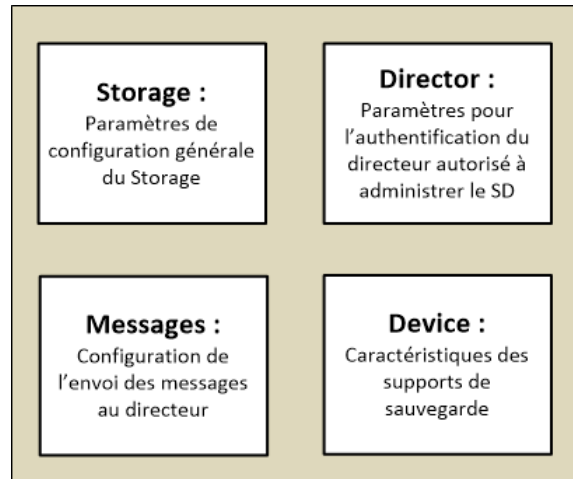 Storage :
Paramètres de
configuration générale
du Storage
Director :
Paramètres pour
l'authentification du
directeur autorisé à
administrer le SD
Messages :
Configuration de
l'envoi des messages
au directeur
Device :
Caractéristiques des
supports de
sauvegarde